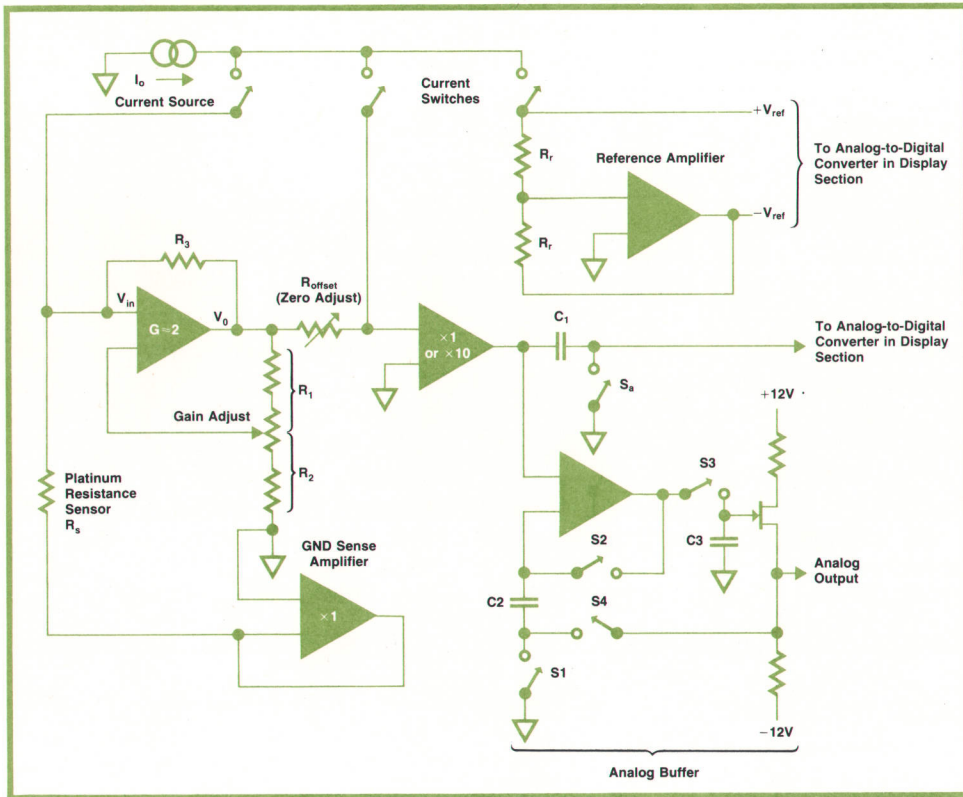 I₀
Current Source
Current
Switches
+Vref
Rr
Reference Amplifier
To Analog-to-Digital
Converter in Display
Section
−Vref
Rr
R₃
Roffset
(Zero Adjust)
Vin
V₀
G=2
×1
or ×10
C₁
To Analog-to-Digital
Converter in Display
Section
R₁
Sa
+12V
Gain Adjust
Platinum
Resistance
Sensor
Rs
R₂
S3
GND Sense
Amplifier
S2
C3
Analog
Output
×1
C2
S4
S1
−12V
Analog Buffer